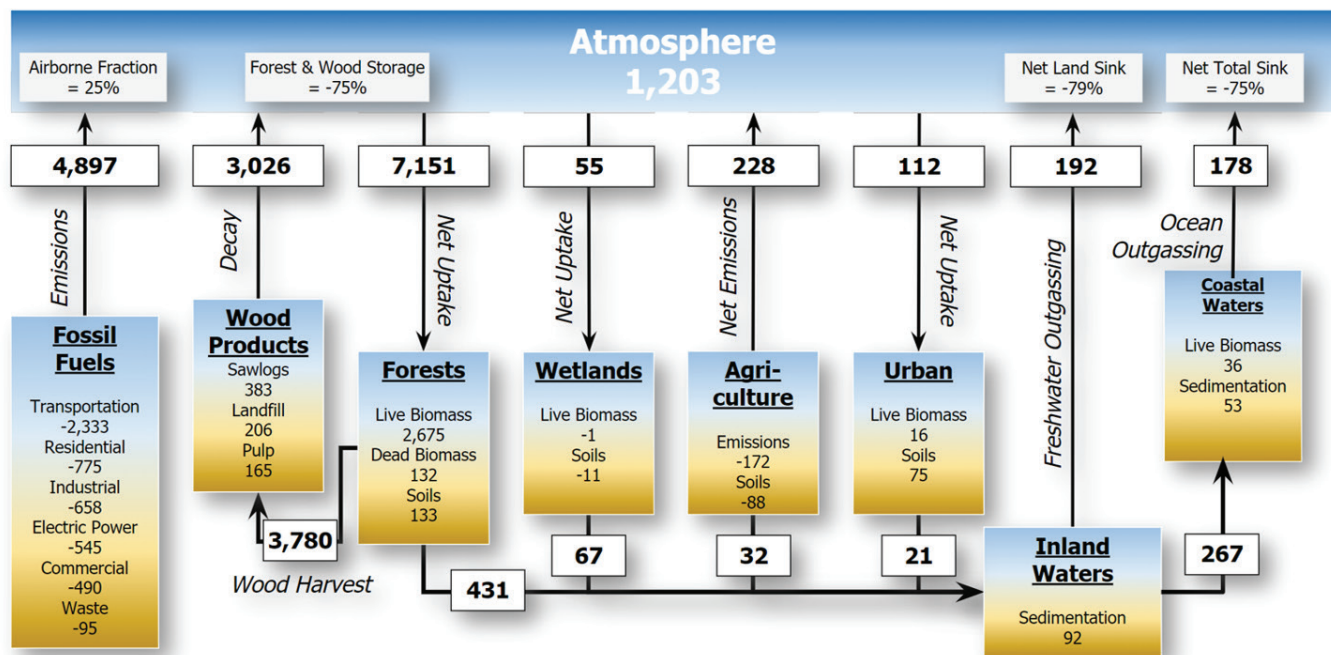 Atmosphere
1,203
Airborne Fraction
= 25%
Forest & Wood Storage
= -75%
Net Land Sink
= -79%
Net Total Sink
= -75%
4,897
3,026
7,151
55
228
112
192
178
Emissions
Decay
Net Uptake
Net Uptake
Net Emissions
Net Uptake
Freshwater Outgassing
Ocean
Outgassing
Fossil
Fuels
Transportation
-2,333
Residential
-775
Industrial
-658
Electric Power
-545
Commercial
-490
Waste
-95
Wood
Products
Sawlogs
383
Landfill
206
Pulp
165
Forests
Live Biomass
2,675
Dead Biomass
132
Soils
133
Wetlands
Live Biomass
-1
Soils
-11
Agri-
culture
Emissions
-172
Soils
-88
Urban
Live Biomass
16
Soils
75
Coastal
Waters
Live Biomass
36
Sedimentation
53
3,780
Wood Harvest
431
67
32
21
Inland
Waters
Sedimentation
92
267